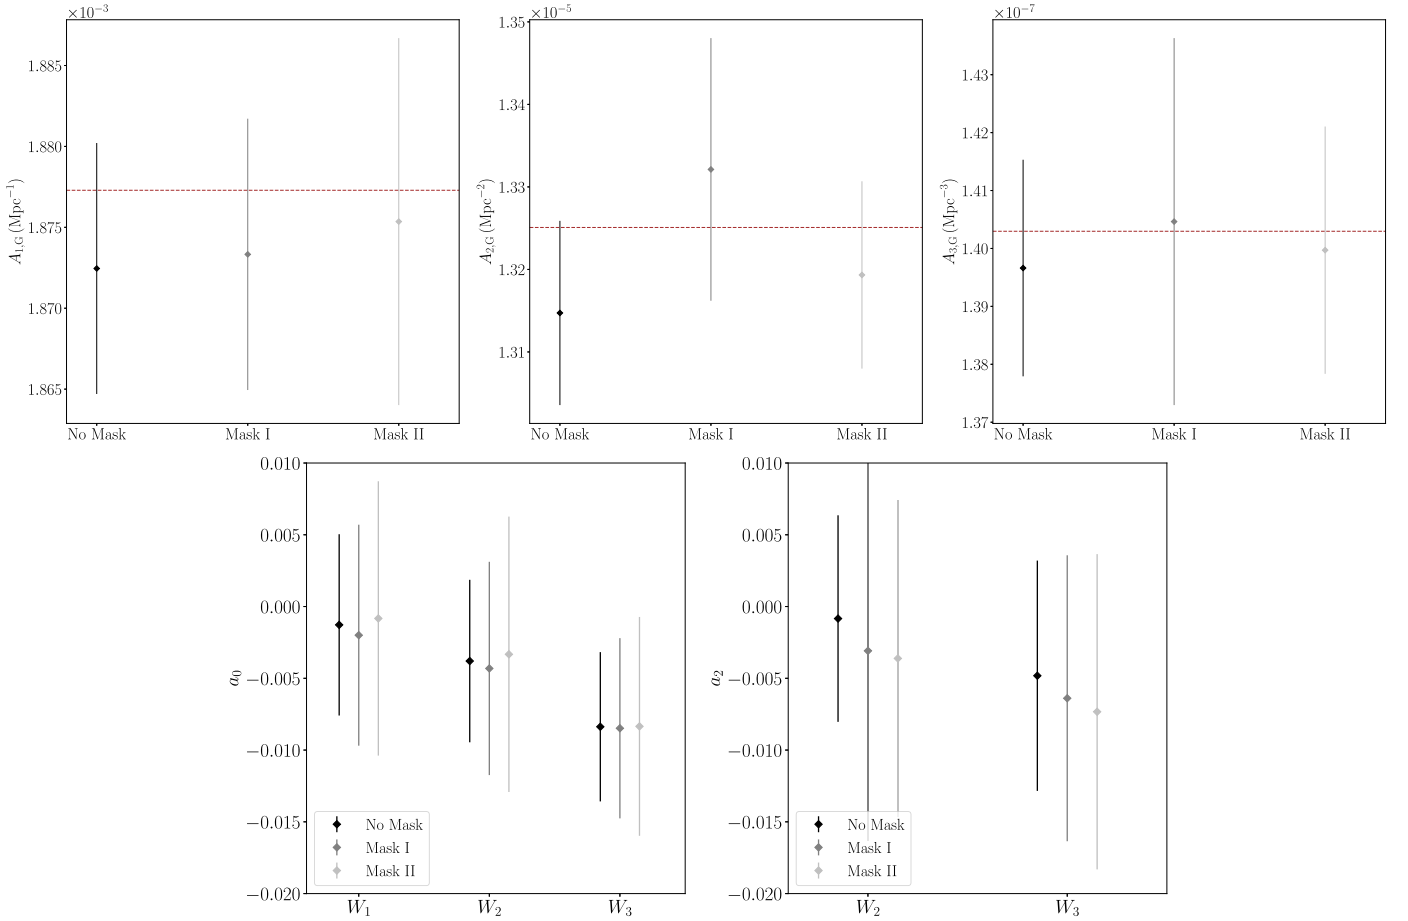 ×10⁻³
1.885
1.880
1.875
1.870
1.865
A₁,G (Mpc⁻¹)
No Mask Mask I Mask II
×10⁻⁵
1.35
1.34
1.33
1.32
1.31
A₂,G (Mpc⁻²)
No Mask Mask I Mask II
×10⁻⁷
1.43
1.42
1.41
1.40
1.39
1.38
1.37
A₃,G (Mpc⁻³)
No Mask Mask I Mask II
0.010
0.005
0.000
−0.005
−0.010
−0.015
−0.020
a₀
No Mask
Mask I
Mask II
W₁ W₂ W₃
0.010
0.005
0.000
−0.005
−0.010
−0.015
−0.020
a₂
No Mask
Mask I
Mask II
W₂ W₃